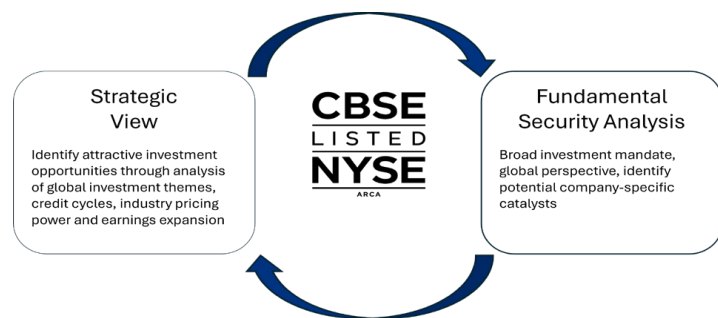 Strategic
View
Identify attractive investment
opportunities through analysis
of global investment themes,
credit cycles, industry pricing
power and earnings expansion
CBSE
LISTED
NYSE
ARCA
Fundamental
Security Analysis
Broad investment mandate,
global perspective, identify
potential company-specific
catalysts